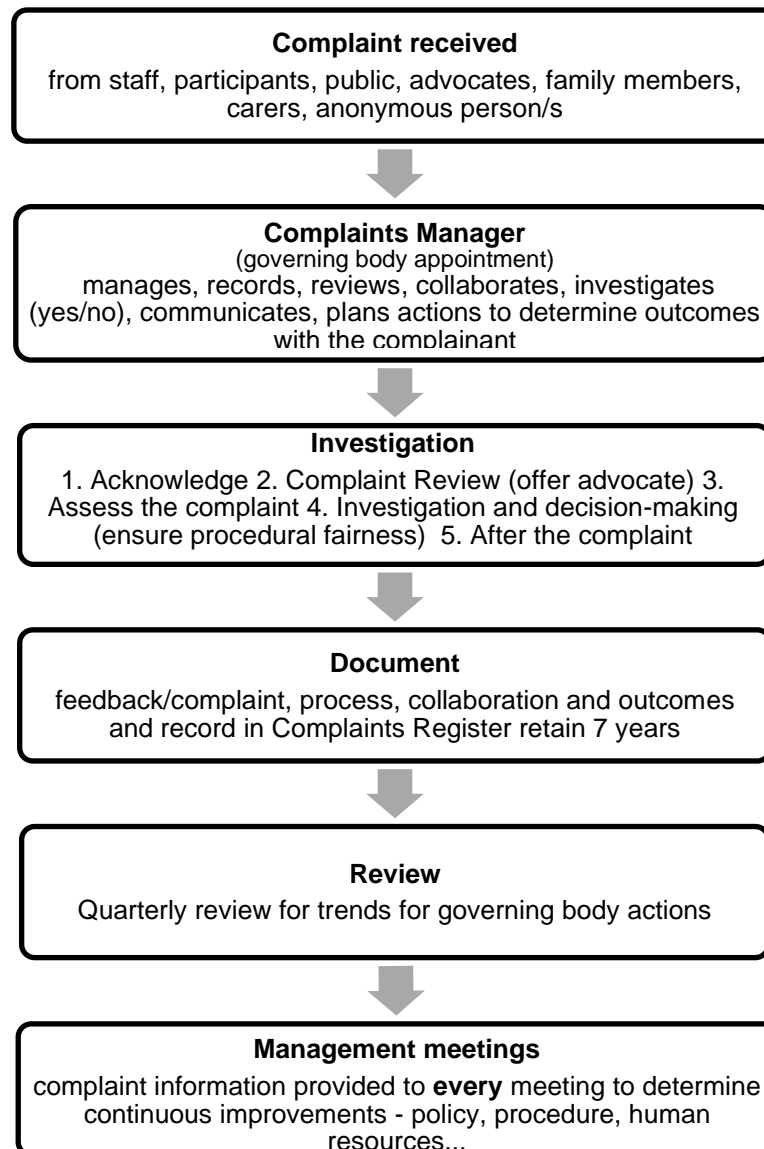 Complaint received
from staff, participants, public, advocates, family members,
carers, anonymous person/s
Complaints Manager
(governing body appointment)
manages, records, reviews, collaborates, investigates
(yes/no), communicates, plans actions to determine outcomes
with the complainant
Investigation
1. Acknowledge 2. Complaint Review (offer advocate) 3.
Assess the complaint 4. Investigation and decision-making
(ensure procedural fairness)  5. After the complaint
Document
feedback/complaint, process, collaboration and outcomes
and record in Complaints Register retain 7 years
Review
Quarterly review for trends for governing body actions
Management meetings
complaint information provided to every meeting to determine
continuous improvements - policy, procedure, human
resources...